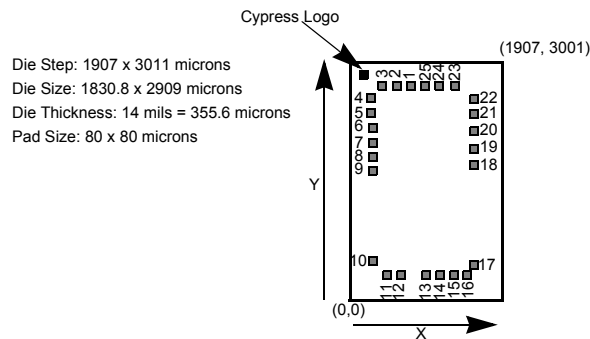 Cypress Logo
(1907, 3001)
Die Step: 1907 x 3011 microns
Die Size: 1830.8 x 2909 microns
Die Thickness: 14 mils = 355.6 microns
Pad Size: 80 x 80 microns
3 2 1 25 24 23
4 22
5 21
6 20
7 19
8 18
9
Y
10 17
11 12 13 14 15 16
(0,0)
X